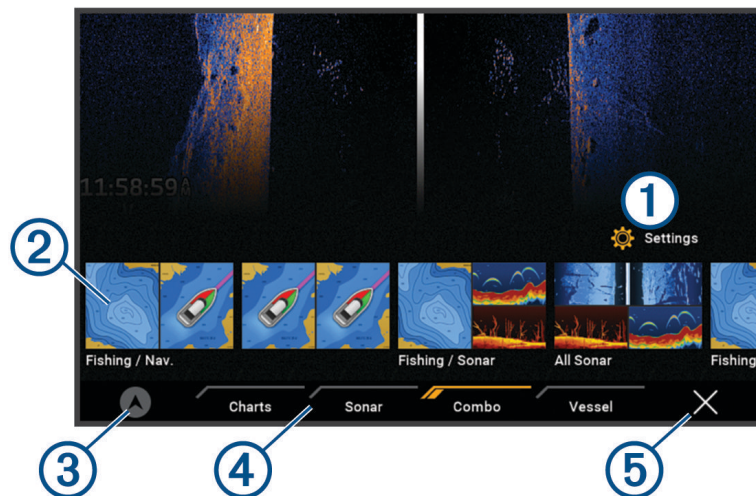 11:58:59A
1
Settings
2
Fishing / Nav.
Fishing / Sonar
All Sonar
Fishing
Charts
Sonar
Combo
Vessel
3
4
5